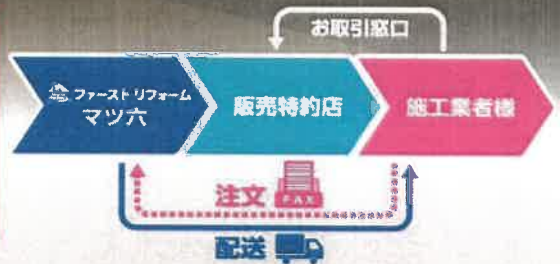 お取引窓口
ファースト リフォーム
マツ六
販売特約店
施工業者様
注文
FAX
配送